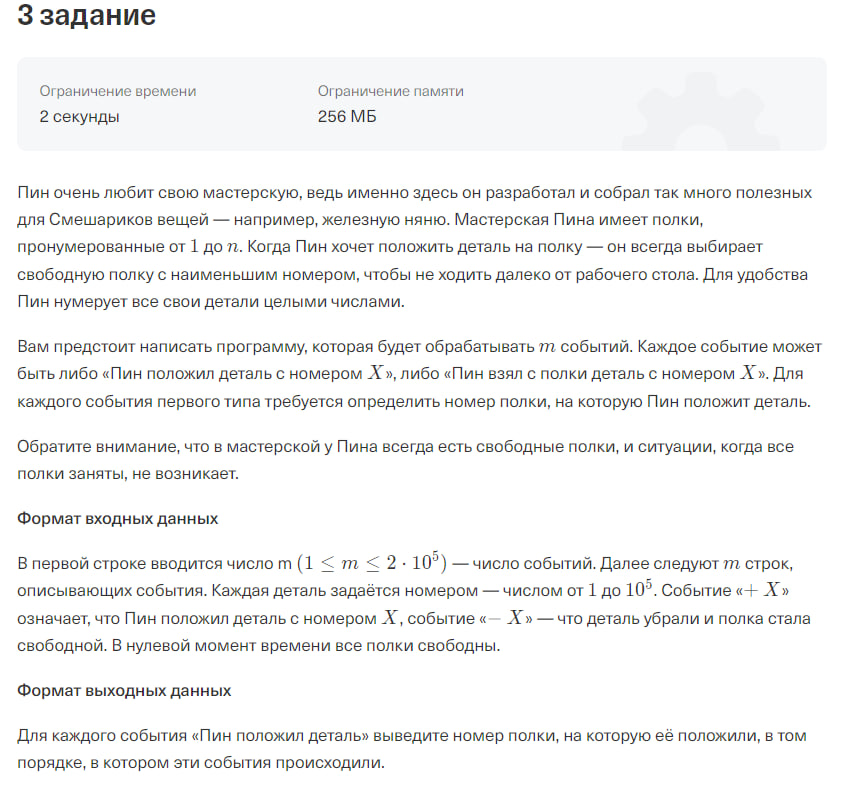 3 задание
Ограничение времени
Ограничение памяти
2 секунды
256 МБ
Пин очень любит свою мастерскую, ведь именно здесь он разработал и собрал так много полезных
для Смешариков вещей — например, железную няню. Мастерская Пина имеет полки,
пронумерованные от 1 до n. Когда Пин хочет положить деталь на полку — он всегда выбирает
свободную полку с наименьшим номером, чтобы не ходить далеко от рабочего стола. Для удобства
Пин нумерует все свои детали целыми числами.
Вам предстоит написать программу, которая будет обрабатывать m событий. Каждое событие может
быть либо «Пин положил деталь с номером X», либо «Пин взял с полки деталь с номером X». Для
каждого события первого типа требуется определить номер полки, на которую Пин положит деталь.
Обратите внимание, что в мастерской у Пина всегда есть свободные полки, и ситуации, когда все
полки заняты, не возникает.
Формат входных данных
В первой строке вводится число m (1 ≤ m ≤ 2 · 10⁵) — число событий. Далее следуют m строк,
описывающих события. Каждая деталь задаётся номером — числом от 1 до 10⁵. Событие «+ X»
означает, что Пин положил деталь с номером X, событие «− X» — что деталь убрали и полка стала
свободной. В нулевой момент времени все полки свободны.
Формат выходных данных
Для каждого события «Пин положил деталь» выведите номер полки, на которую её положили, в том
порядке, в котором эти события происходили.